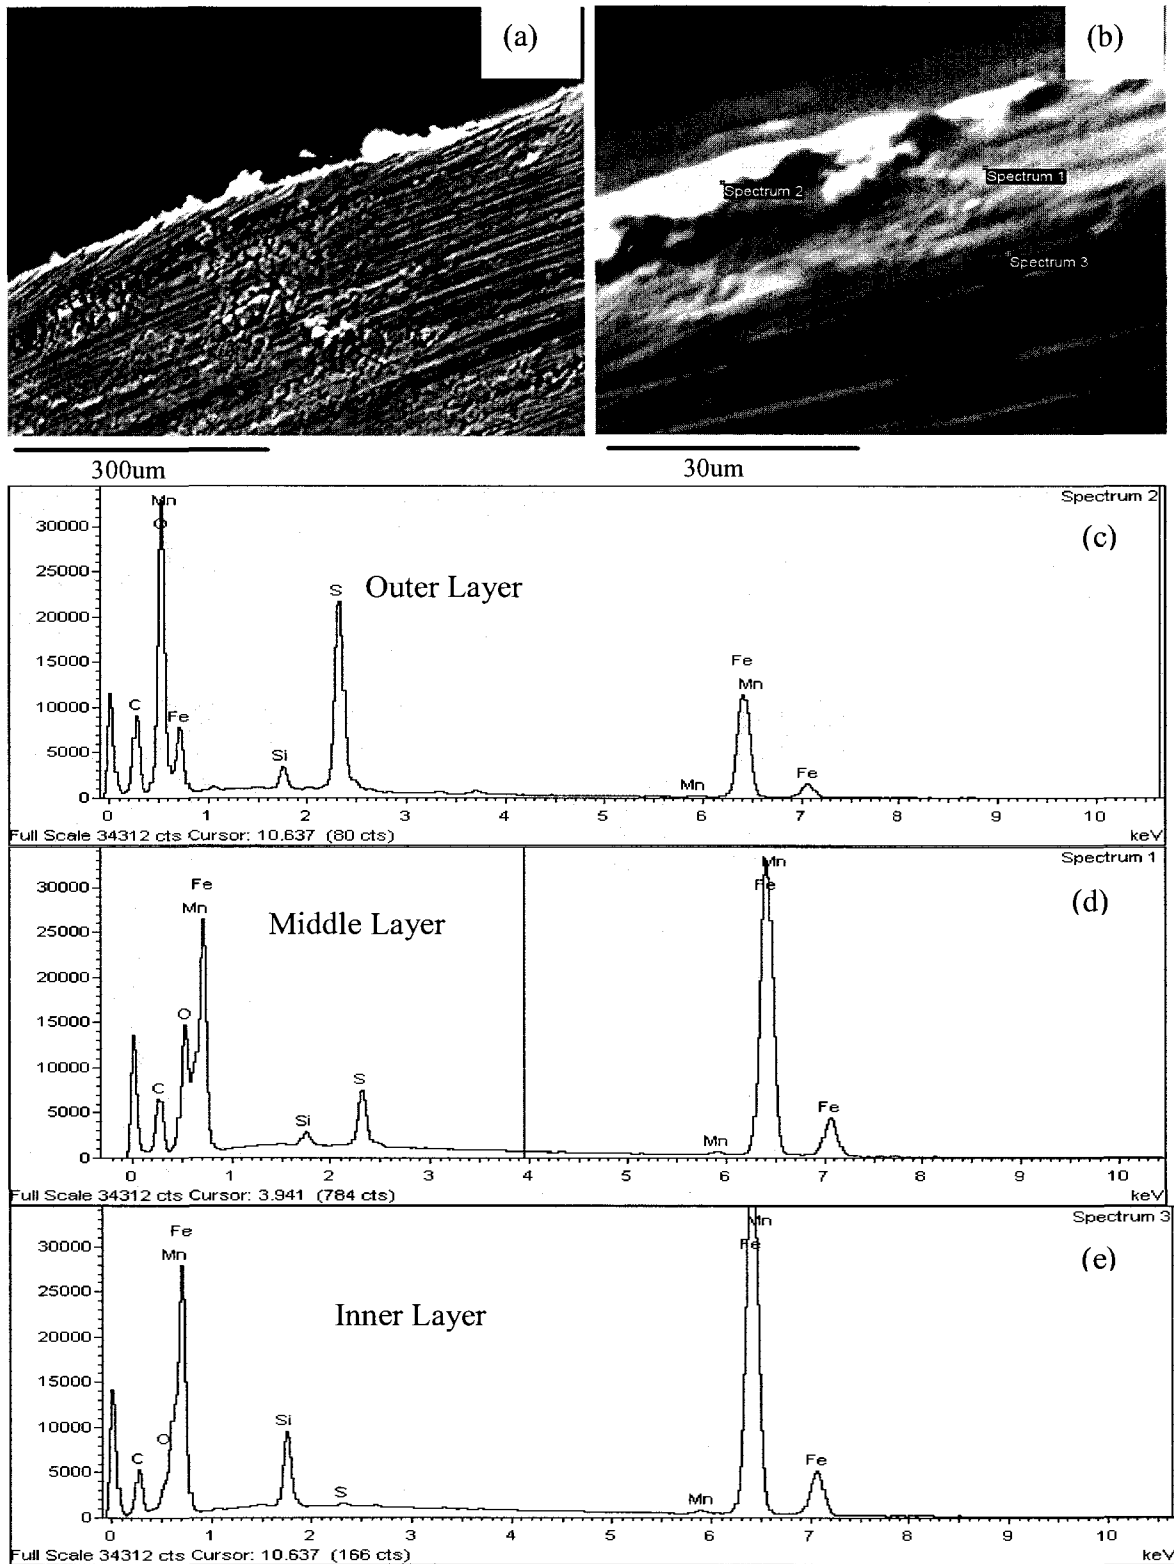 (a)
(b)
Spectrum 2
Spectrum 1
Spectrum 3
300um
30um
Spectrum 2
(c)
Outer Layer
Mn
O
C
Fe
Si
S
Mn
Fe
Mn
Fe
30000
25000
20000
15000
10000
5000
0
0 1 2 3 4 5 6 7 8 9 10
Full Scale 34312 cts Cursor: 10.637 (80 cts)
keV
Spectrum 1
(d)
Middle Layer
Fe
Mn
O
C
Si
S
Mn
Mn
Fe
Fe
30000
25000
20000
15000
10000
5000
0
0 1 2 3 4 5 6 7 8 9 10
Full Scale 34312 cts Cursor: 3.941 (784 cts)
keV
Spectrum 3
(e)
Inner Layer
Fe
Mn
O
C
Si
S
Mn
Mn
Fe
Fe
30000
25000
20000
15000
10000
5000
0
0 1 2 3 4 5 6 7 8 9 10
Full Scale 34312 cts Cursor: 10.637 (166 cts)
keV